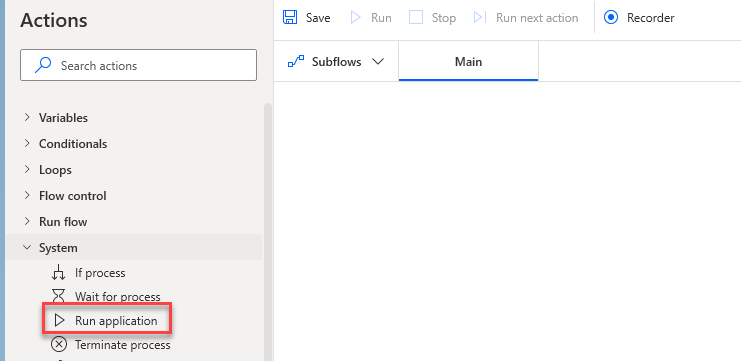 Actions
Save
Run
Stop
Run next action
Recorder
Search actions
Subflows
Main
Variables
Conditionals
Loops
Flow control
Run flow
System
If process
Wait for process
Run application
Terminate process